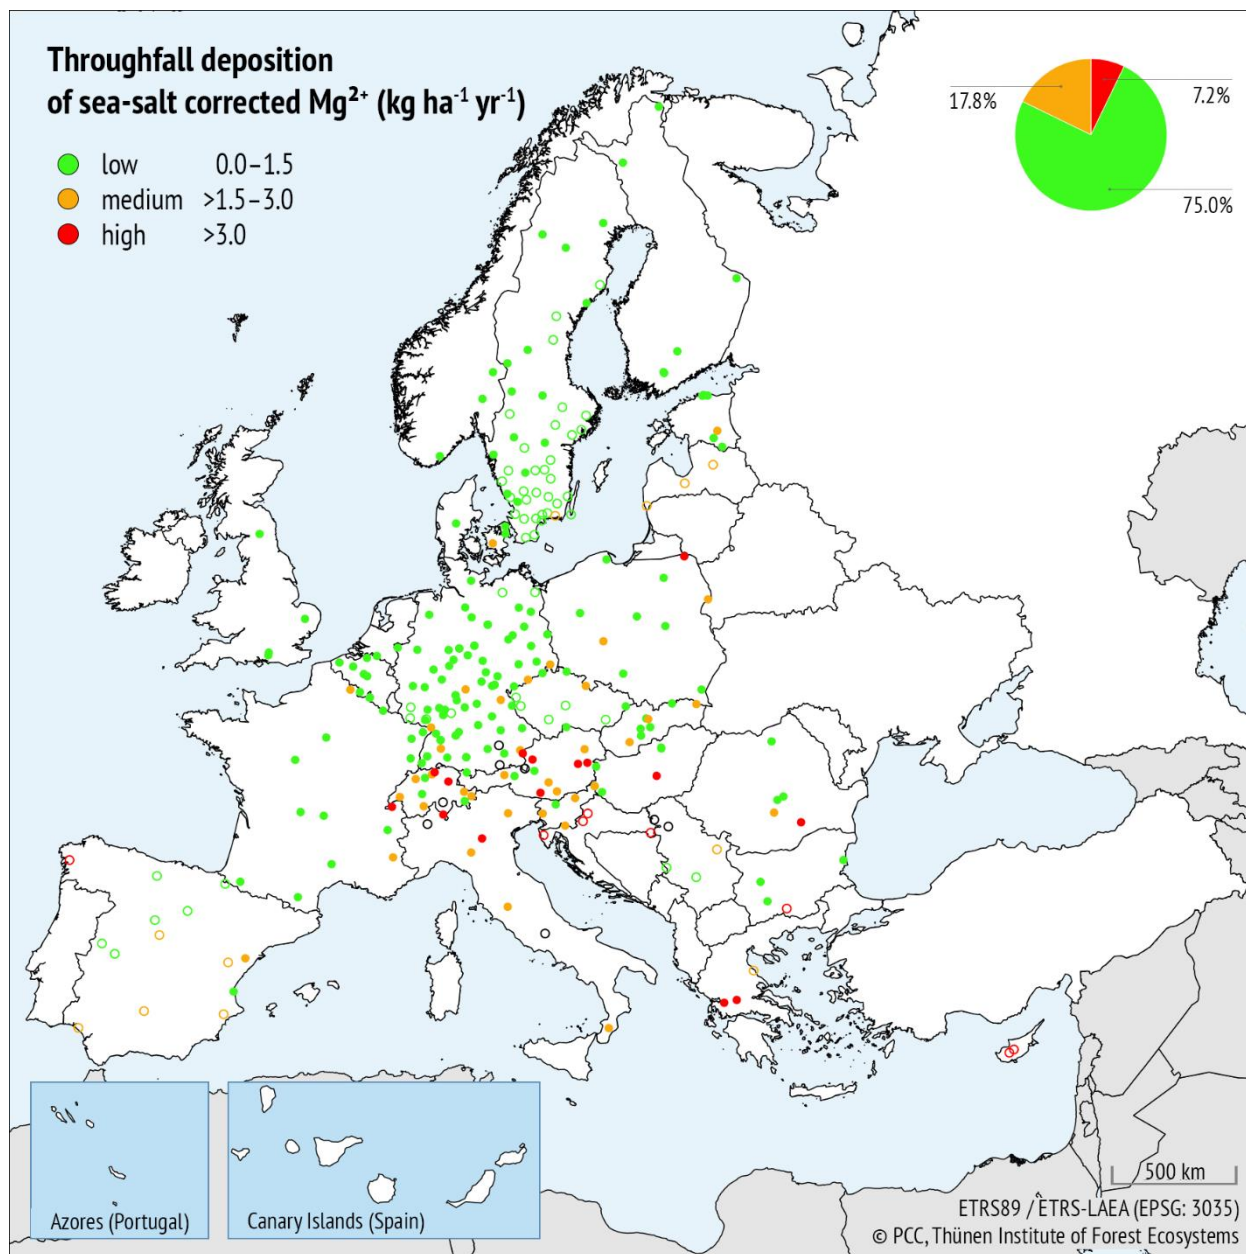 Throughfall deposition
of sea-salt corrected Mg²⁺ (kg ha⁻¹ yr⁻¹)
low 0.0–1.5
medium >1.5–3.0
high >3.0
17.8%
7.2%
75.0%
Azores (Portugal)
Canary Islands (Spain)
500 km
ETRS89 / ETRS-LAEA (EPSG: 3035)
© PCC, Thünen Institute of Forest Ecosystems